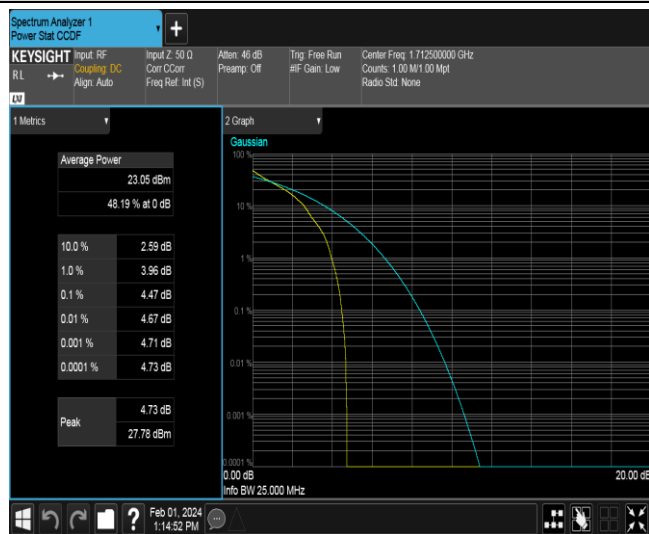 Spectrum Analyzer 1
Power Stat CCDF
+
KEYSIGHT Input: RF Input Z: 50 Ω Atten: 46 dB Trig: Free Run Center Freq: 1.712500000 GHz
RL Coupling: DC Corr CCorr Preamp: Off #IF Gain: Low Counts: 1.00 M/1.00 Mpt
Align: Auto Freq Ref: Int (S) Radio Std: None
LXI
1 Metrics
Average Power
23.05 dBm
48.19 % at 0 dB
10.0 % 2.59 dB
1.0 % 3.96 dB
0.1 % 4.47 dB
0.01 % 4.67 dB
0.001 % 4.71 dB
0.0001 % 4.73 dB
Peak 4.73 dB
27.78 dBm
2 Graph
Gaussian
100 %
10 %
1 %
0.1 %
0.01 %
0.001 %
0.0001 %
0.00 dB 20.00 dB
Info BW 25.000 MHz
? Feb 01, 2024
1:14:52 PM